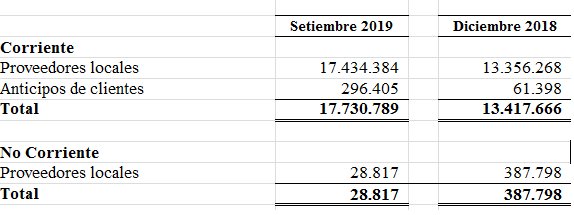 Setiembre 2019 Diciembre 2018
Corriente
Proveedores locales 17.434.384 13.356.268
Anticipos de clientes 296.405 61.398
Total 17.730.789 13.417.666
No Corriente
Proveedores locales 28.817 387.798
Total 28.817 387.798